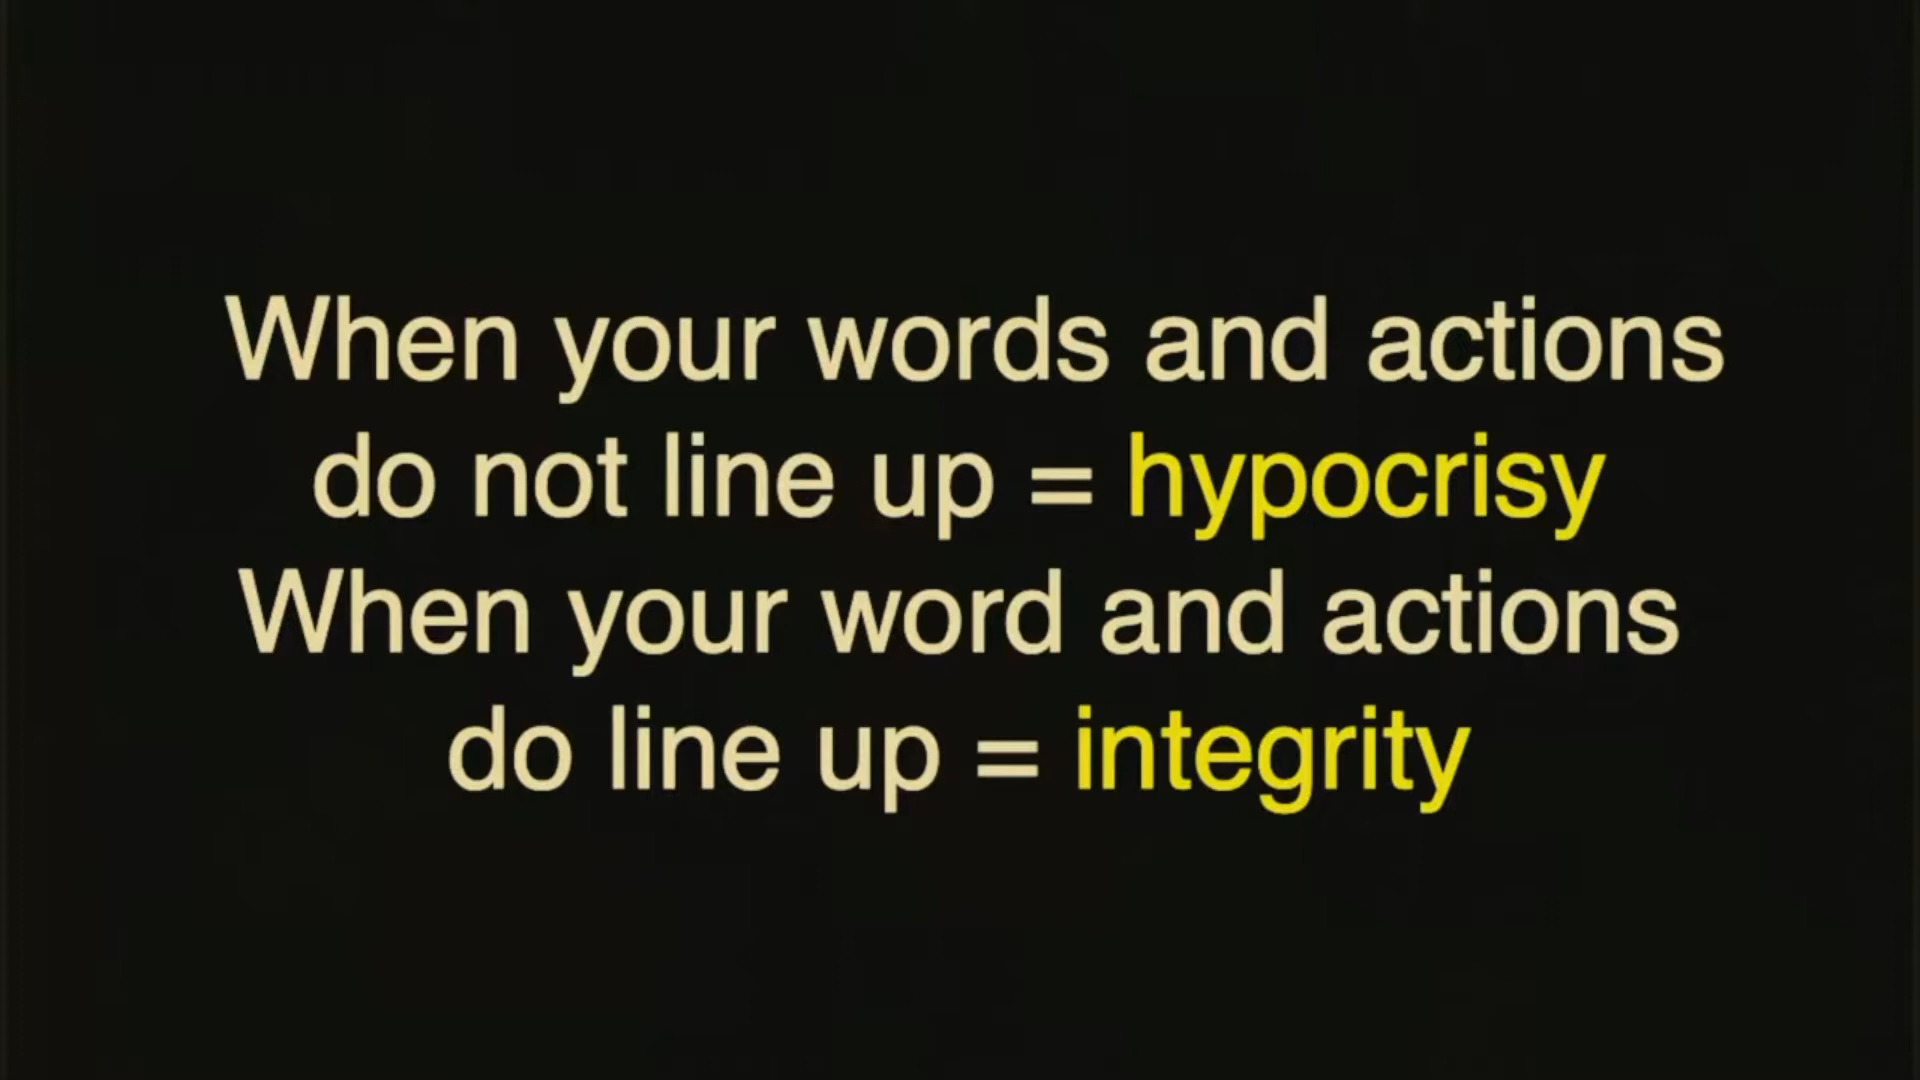 When your words and actions
do not line up = hypocrisy
When your word and actions
do line up = integrity